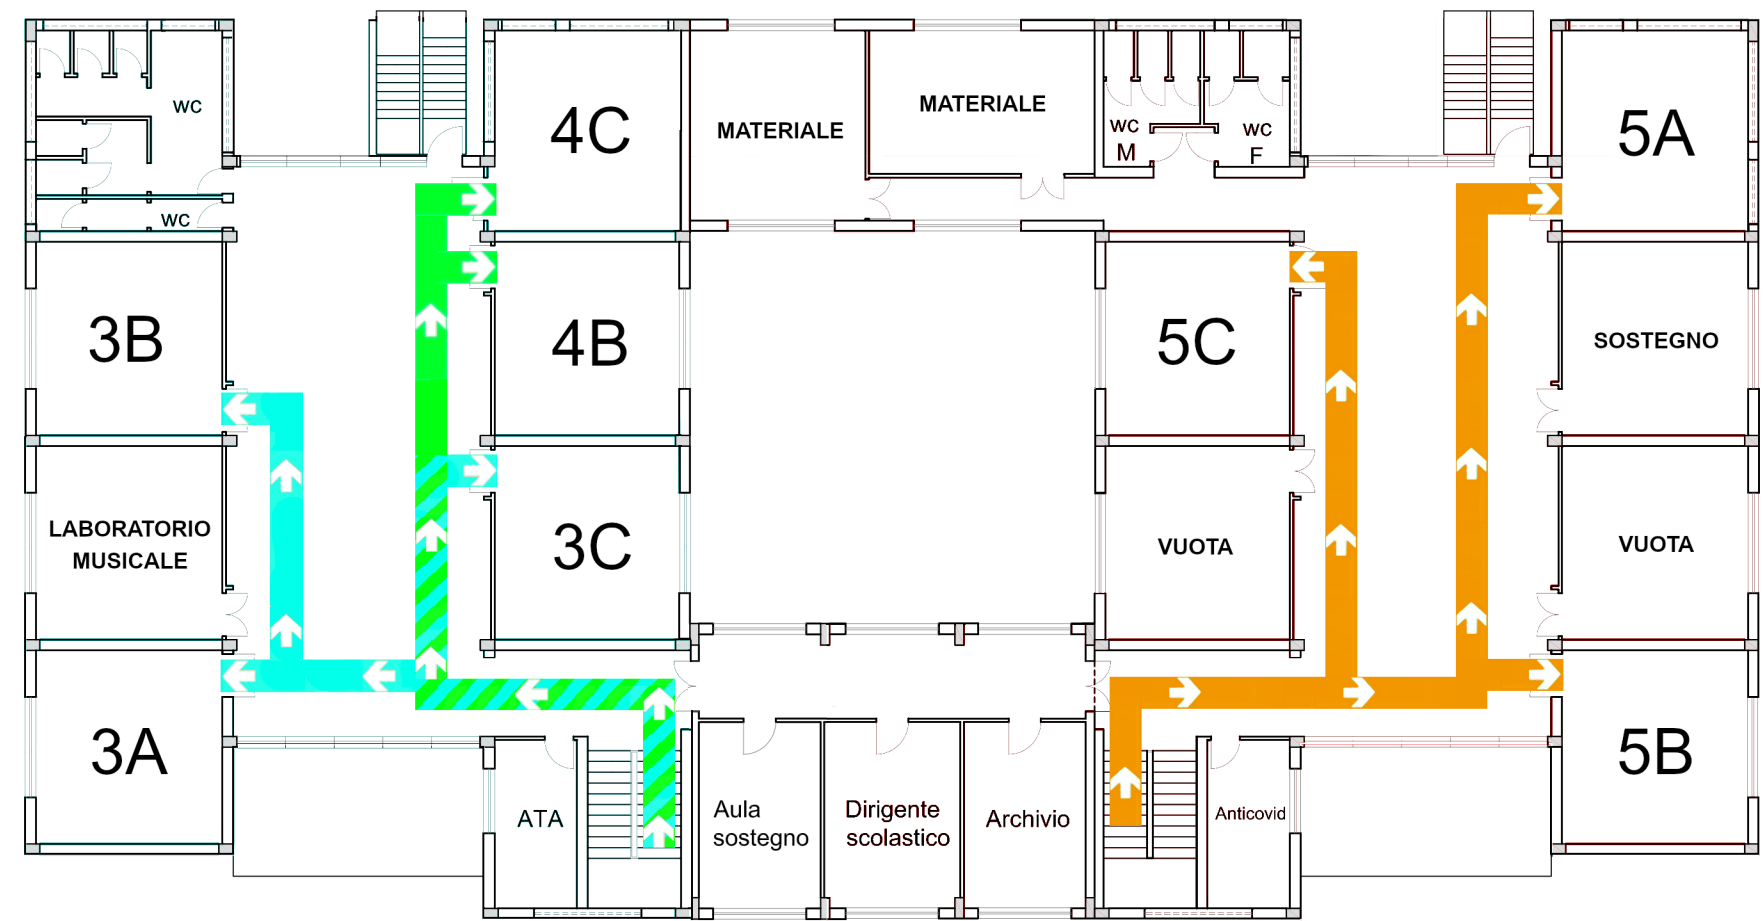 WC
4C
MATERIALE
MATERIALE
WC
M
WC
F
5A
WC
3B
4B
5C
SOSTEGNO
LABORATORIO
MUSICALE
3C
VUOTA
VUOTA
3A
ATA
Aula
sostegno
Dirigente
scolastico
Archivio
Anticovid
5B